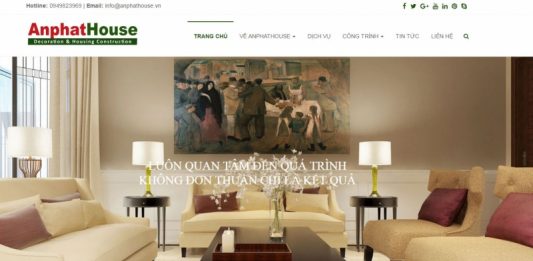 Hotline: 0949623969 | Email: info@anphathouse.vn
AnphatHouse
Decoration & Housing Construction
TRANG CHỦ
VỀ ANPHATHOUSE
DỊCH VỤ
CÔNG TRÌNH
TIN TỨC
LIÊN HỆ
LUÔN QUAN TÂM ĐẾN QUÁ TRÌNH
KHÔNG ĐƠN THUẦN CHỈ LÀ KẾT QUẢ